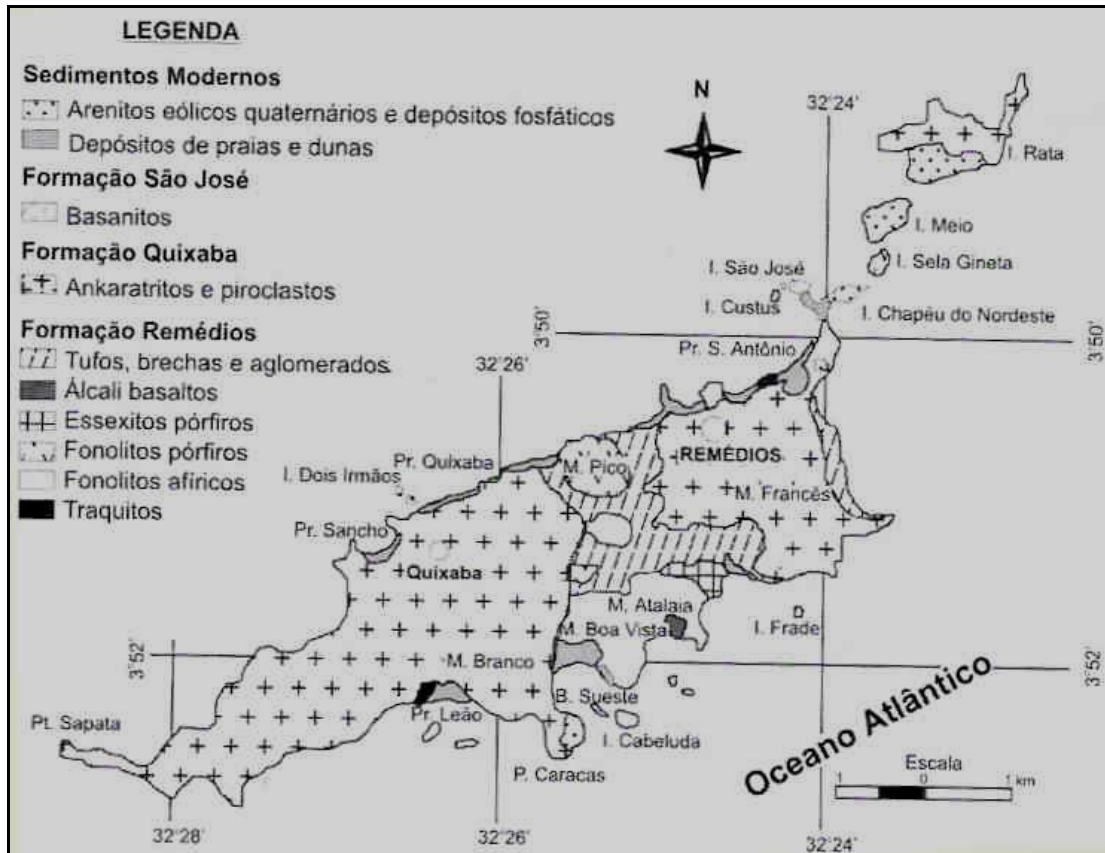 LEGENDA
Sedimentos Modernos
Arenitos eólicos quaternários e depósitos fosfáticos
Depósitos de praias e dunas
Formação São José
Basanitos
Formação Quixaba
Ankaratritos e piroclastos
Formação Remédios
Tufos, brechas e aglomerados
Álcali basaltos
Essexitos pórfiros
Fonolitos pórfiros
Fonolitos afíricos
Traquitos
N
32°24'
I. Rata
I. Meio
I. Sela Gineta
I. São José
I. Custus
I. Chapéu do Nordeste
3°50'
3°50'
Pr. S. Antônio
32°26'
REMÉDIOS
Pr. Quixaba
M. Pico
I. Dois Irmãos
M. Francês
Pr. Sancho
Quixaba
M. Atalaia
I. Frade
M. Boa Vista
3°52'
M. Branco
3°52'
B. Sueste
Pr. Leão
Pt. Sapata
I. Cabeluda
P. Caracas
Oceano Atlântico
Escala
1 0 1 km
32°28'
32°26'
32°24'